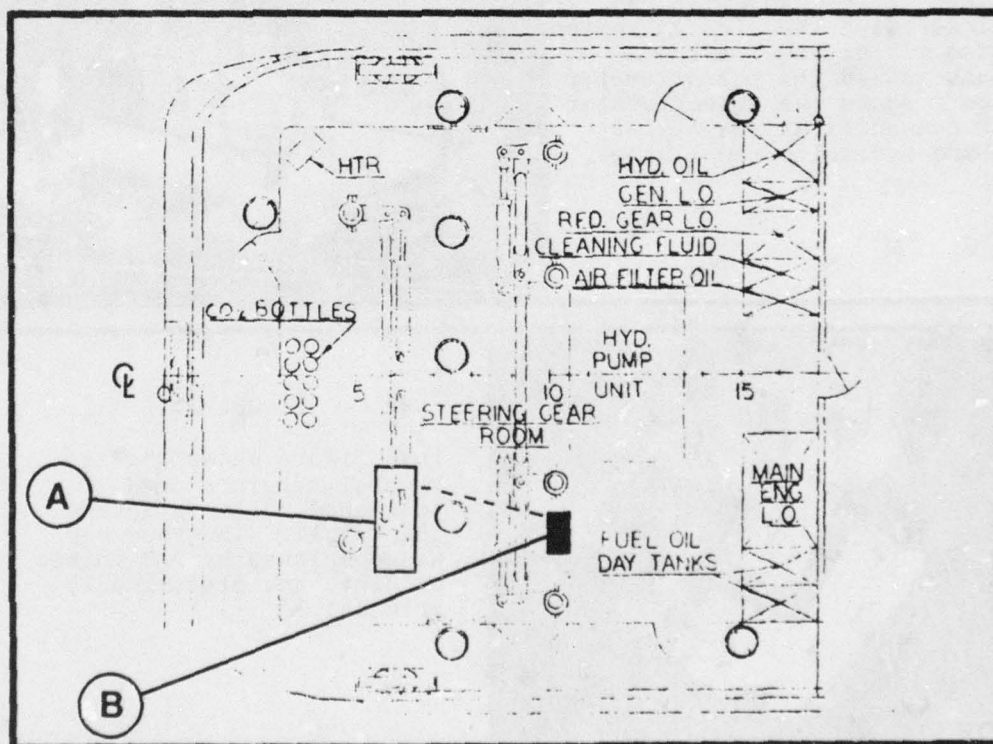 HTR
HYD. OIL
GEN. L.O.
RED. GEAR L.O.
CLEANING FLUID
AIR FILTER OIL
CO₂ BOTTLES
HYD.
PUMP
UNIT
℄
5
10
15
STEERING GEAR
ROOM
MAIN
ENG.
L.O.
A
FUEL OIL
DAY TANKS
B